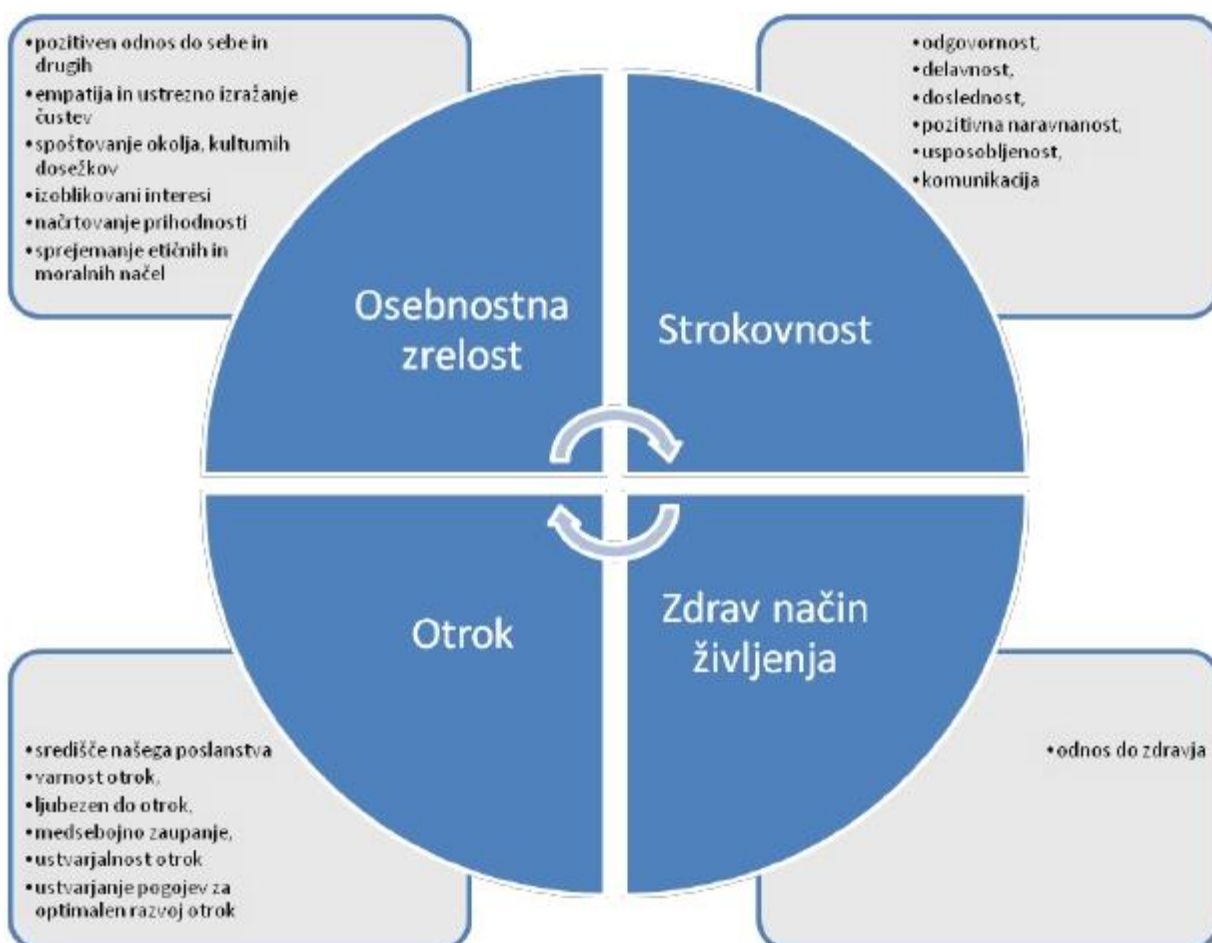 •pozitiven odnos do sebe in
drugih
•empatija in ustrezno izražanje
čustev
•spoštovanje okolja, kulturnih
dosežkov
•izoblikovani interesi
•načrtovanje prihodnosti
•sprejemanje etičnih in
moralnih načel
•odgovornost,
•delavnost,
•doslednost,
•pozitivna naravnanost,
•usposobljenost,
•komunikacija
Osebnostna
zrelost
Strokovnost
Otrok
Zdrav način
življenja
•središče našega poslanstva
•varnost otrok,
•ljubezen do otrok,
•medsebojno zaupanje,
•ustvarjalnost otrok
•ustvarjanje pogojev za
optimalen razvoj otrok
•odnos do zdravja